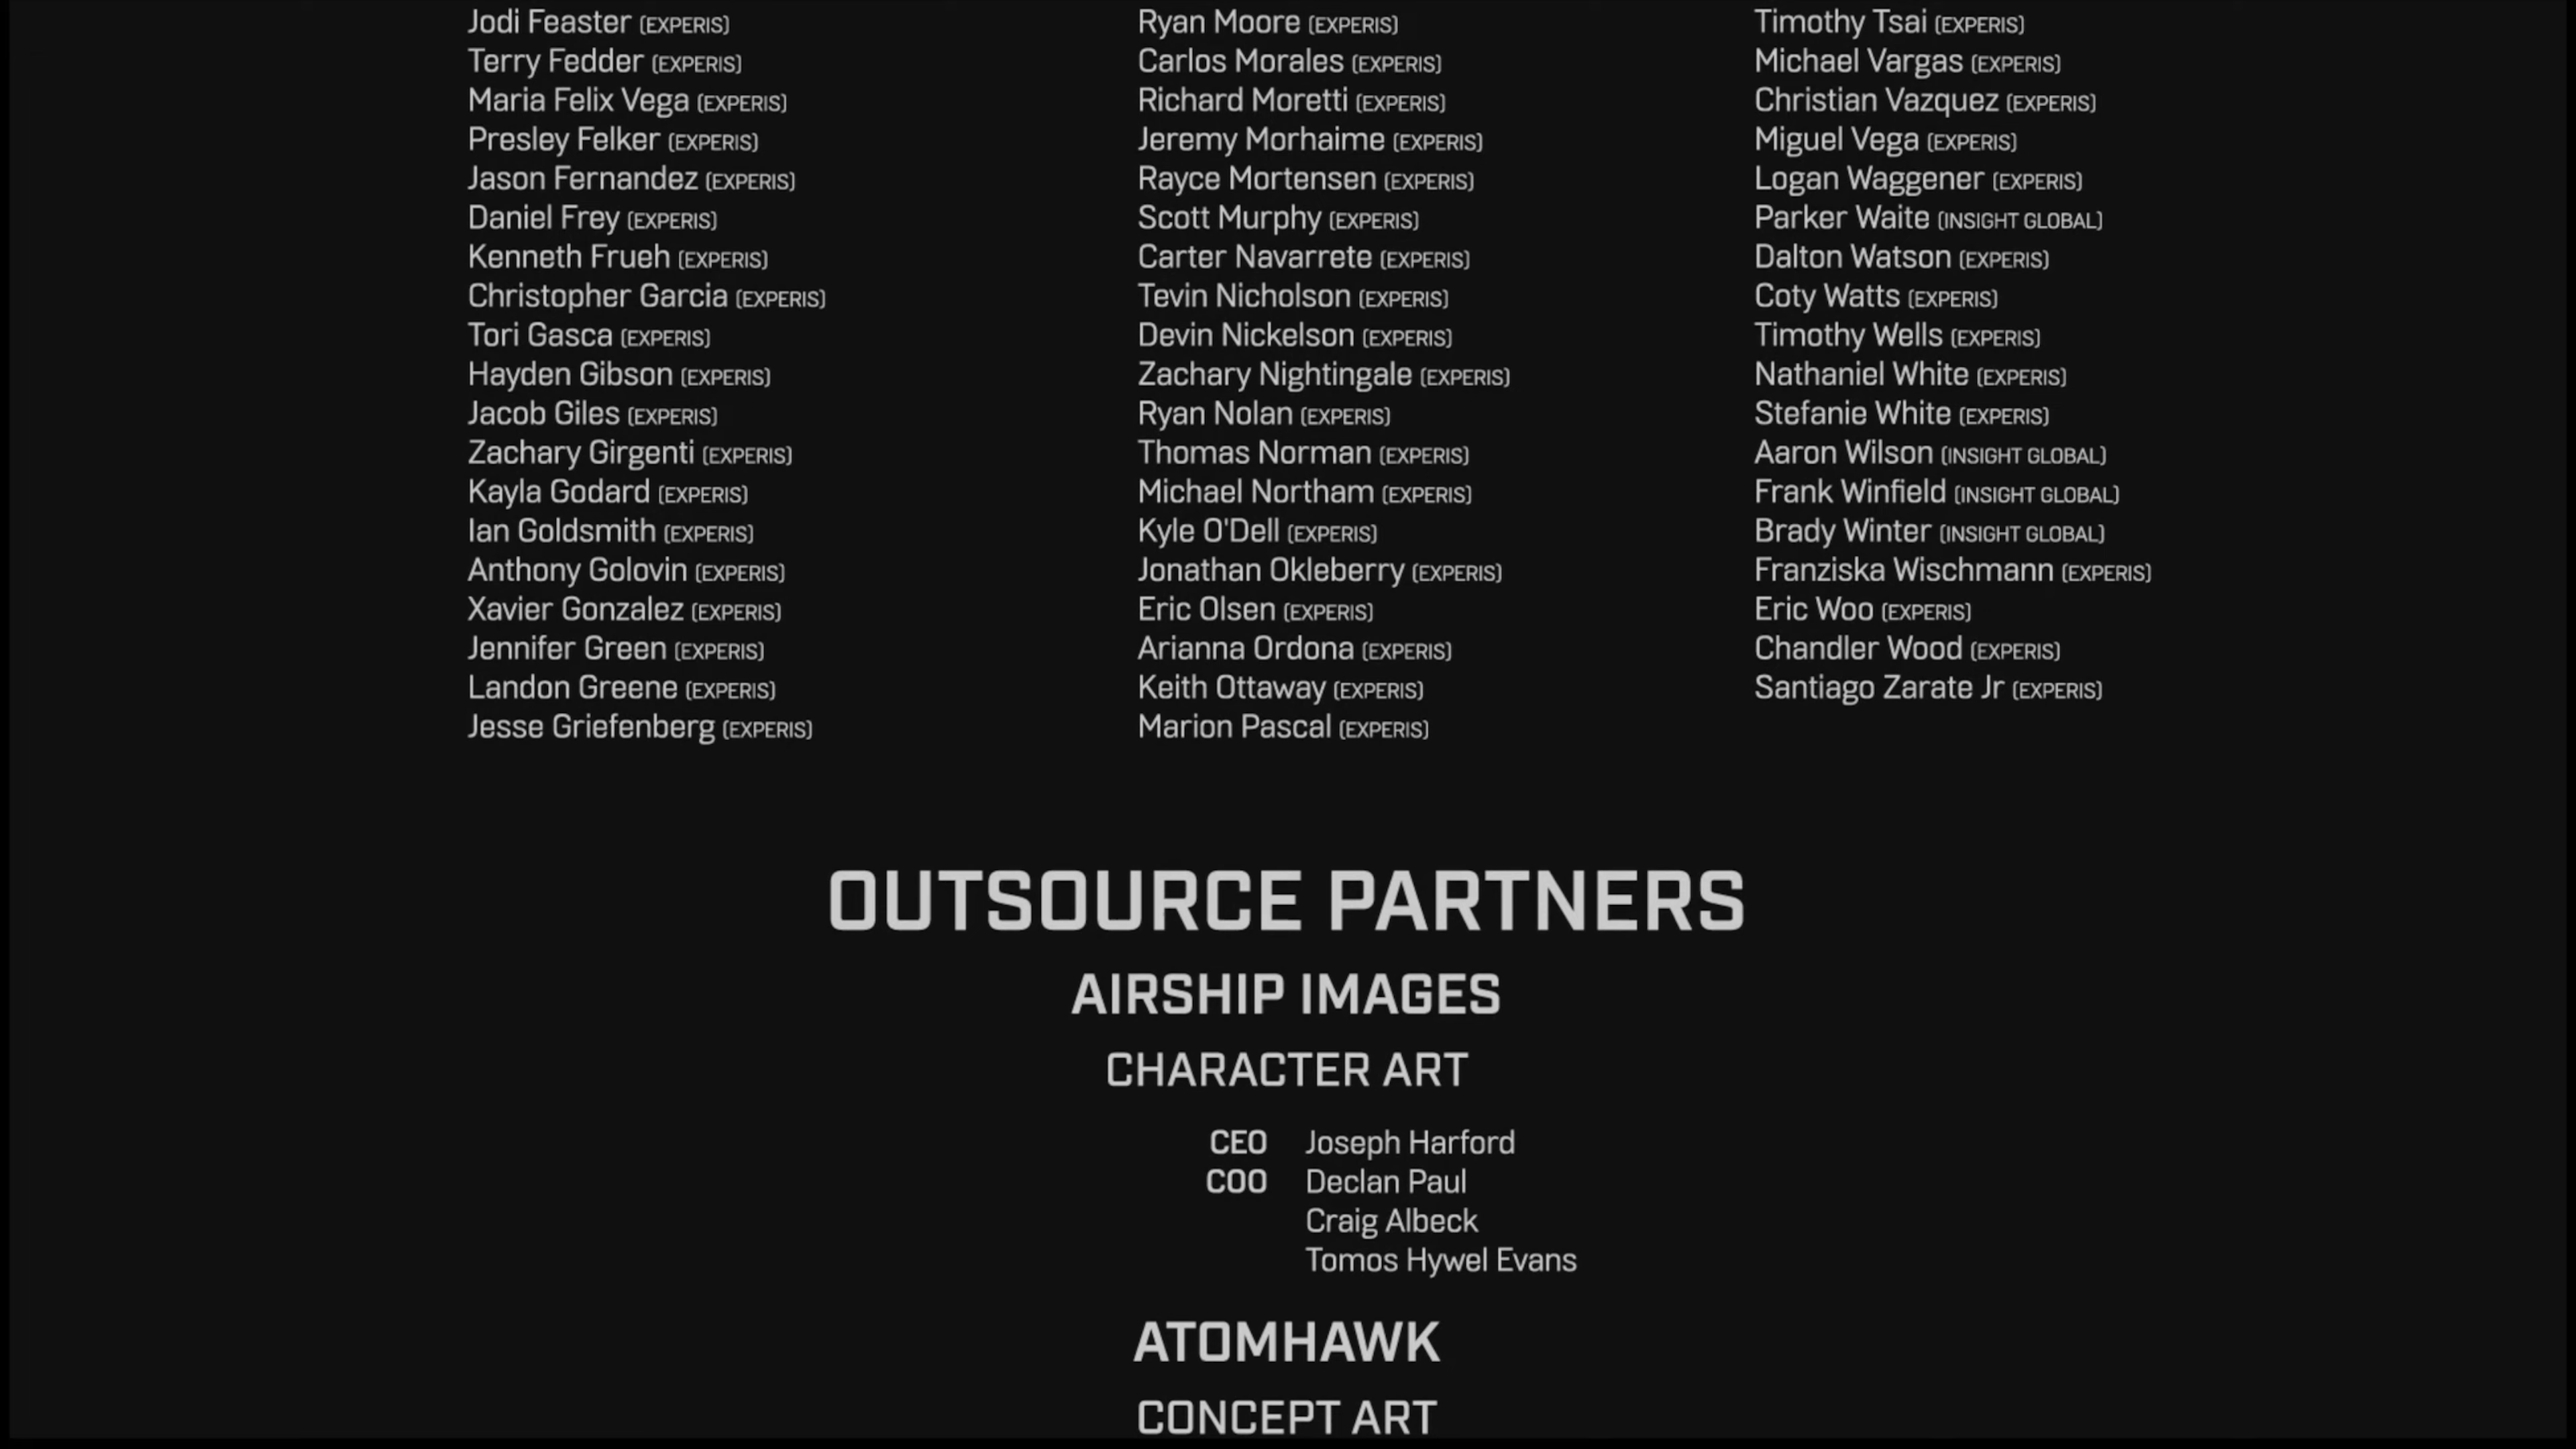 Jodi Feaster (EXPERIS)
Terry Fedder (EXPERIS)
Maria Felix Vega (EXPERIS)
Presley Felker (EXPERIS)
Jason Fernandez (EXPERIS)
Daniel Frey (EXPERIS)
Kenneth Frueh (EXPERIS)
Christopher Garcia (EXPERIS)
Tori Gasca (EXPERIS)
Hayden Gibson (EXPERIS)
Jacob Giles (EXPERIS)
Zachary Girgenti (EXPERIS)
Kayla Godard (EXPERIS)
Ian Goldsmith (EXPERIS)
Anthony Golovin (EXPERIS)
Xavier Gonzalez (EXPERIS)
Jennifer Green (EXPERIS)
Landon Greene (EXPERIS)
Jesse Griefenberg (EXPERIS)
Ryan Moore (EXPERIS)
Carlos Morales (EXPERIS)
Richard Moretti (EXPERIS)
Jeremy Morhaime (EXPERIS)
Rayce Mortensen (EXPERIS)
Scott Murphy (EXPERIS)
Carter Navarrete (EXPERIS)
Tevin Nicholson (EXPERIS)
Devin Nickelson (EXPERIS)
Zachary Nightingale (EXPERIS)
Ryan Nolan (EXPERIS)
Thomas Norman (EXPERIS)
Michael Northam (EXPERIS)
Kyle O'Dell (EXPERIS)
Jonathan Okleberry (EXPERIS)
Eric Olsen (EXPERIS)
Arianna Ordona (EXPERIS)
Keith Ottaway (EXPERIS)
Marion Pascal (EXPERIS)
Timothy Tsai (EXPERIS)
Michael Vargas (EXPERIS)
Christian Vazquez (EXPERIS)
Miguel Vega (EXPERIS)
Logan Waggener (EXPERIS)
Parker Waite (INSIGHT GLOBAL)
Dalton Watson (EXPERIS)
Coty Watts (EXPERIS)
Timothy Wells (EXPERIS)
Nathaniel White (EXPERIS)
Stefanie White (EXPERIS)
Aaron Wilson (INSIGHT GLOBAL)
Frank Winfield (INSIGHT GLOBAL)
Brady Winter (INSIGHT GLOBAL)
Franziska Wischmann (EXPERIS)
Eric Woo (EXPERIS)
Chandler Wood (EXPERIS)
Santiago Zarate Jr (EXPERIS)
OUTSOURCE PARTNERS
AIRSHIP IMAGES
CHARACTER ART
CEO Joseph Harford
COO Declan Paul
Craig Albeck
Tomos Hywel Evans
ATOMHAWK
CONCEPT ART